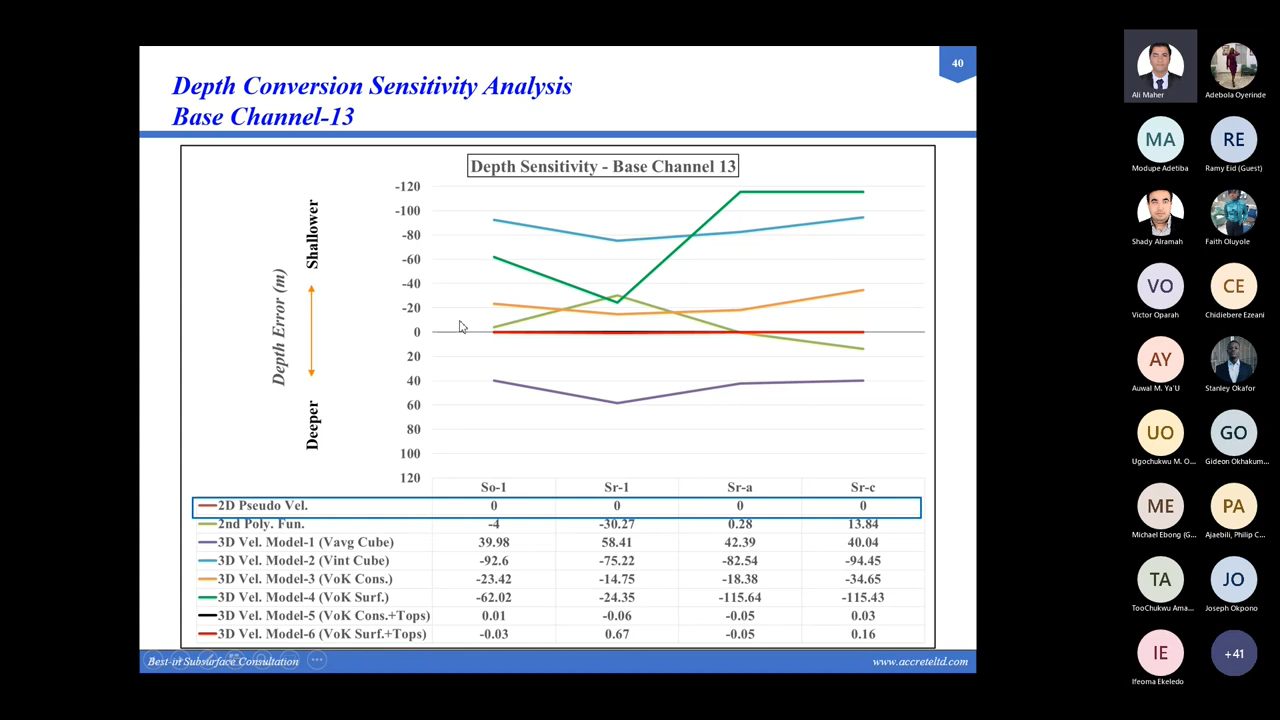 40
Depth Conversion Sensitivity Analysis
Base Channel-13
Depth Sensitivity - Base Channel 13
Depth Error (m)
Shallower
Deeper
-120
-100
-80
-60
-40
-20
0
20
40
60
80
100
120
So-1 Sr-1 Sr-a Sr-c
2D Pseudo Vel. 0 0 0 0
2nd Poly. Fun. -4 -30.27 0.28 13.84
3D Vel. Model-1 (Vavg Cube) 39.98 58.41 42.39 40.04
3D Vel. Model-2 (Vint Cube) -92.6 -75.22 -82.54 -94.45
3D Vel. Model-3 (VoK Cons.) -23.42 -14.75 -18.38 -34.65
3D Vel. Model-4 (VoK Surf.) -62.02 -24.35 -115.64 -115.43
3D Vel. Model-5 (VoK Cons.+Tops) 0.01 -0.06 -0.05 0.03
3D Vel. Model-6 (VoK Surf.+Tops) -0.03 0.67 -0.05 0.16
Best-in Subsurface Consultation
www.accreteltd.com
Ali Maher
Adebola Oyerinde
MA
RE
Modupe Adetiba
Ramy Eid (Guest)
Shady Alramah
Faith Oluyole
VO
CE
Victor Oparah
Chidiebere Ezeani
AY
Auwal M. Ya'U
Stanley Okafor
UO
GO
Ugochukwu M. O...
Gideon Okhakum...
ME
PA
Michael Ebong (G...
Ajaebili, Philip C...
TA
JO
TooChukwu Ama...
Joseph Okpono
IE
+41
Ifeoma Ekeledo